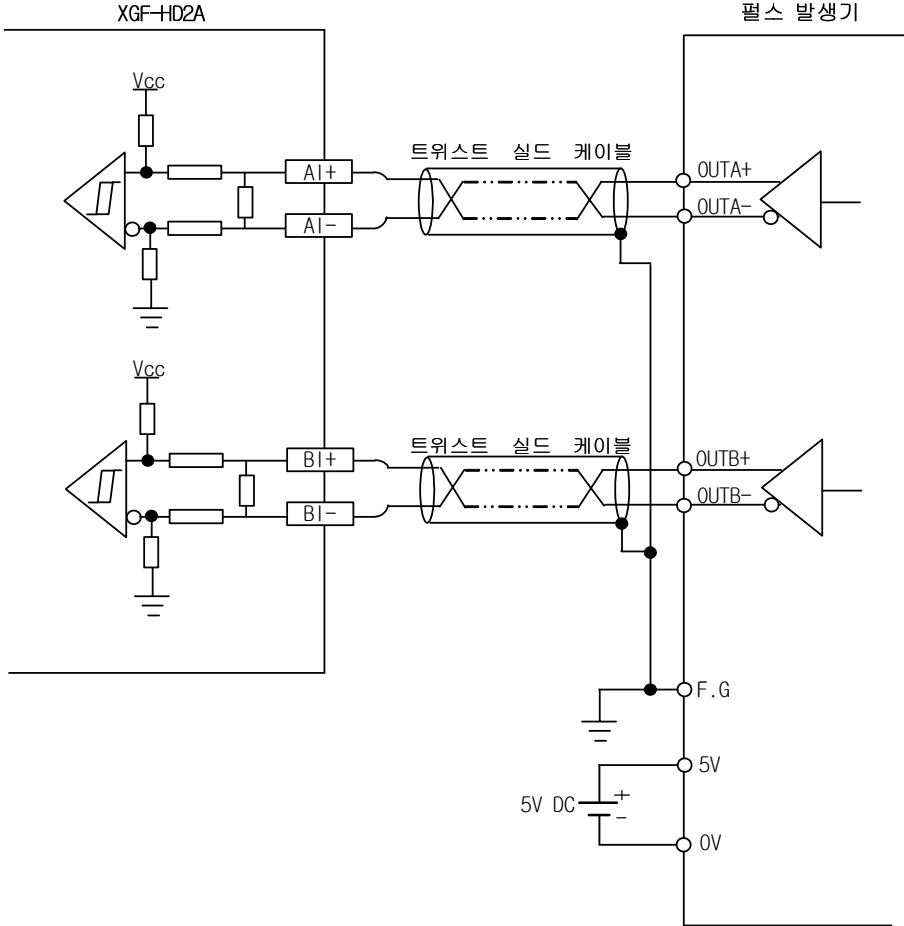 XGF-HD2A
펄스 발생기
Vcc
트위스트 실드 케이블
AI+
OUTA+
AI-
OUTA-
Vcc
트위스트 실드 케이블
BI+
OUTB+
BI-
OUTB-
F.G
5V
5V DC
+
-
0V